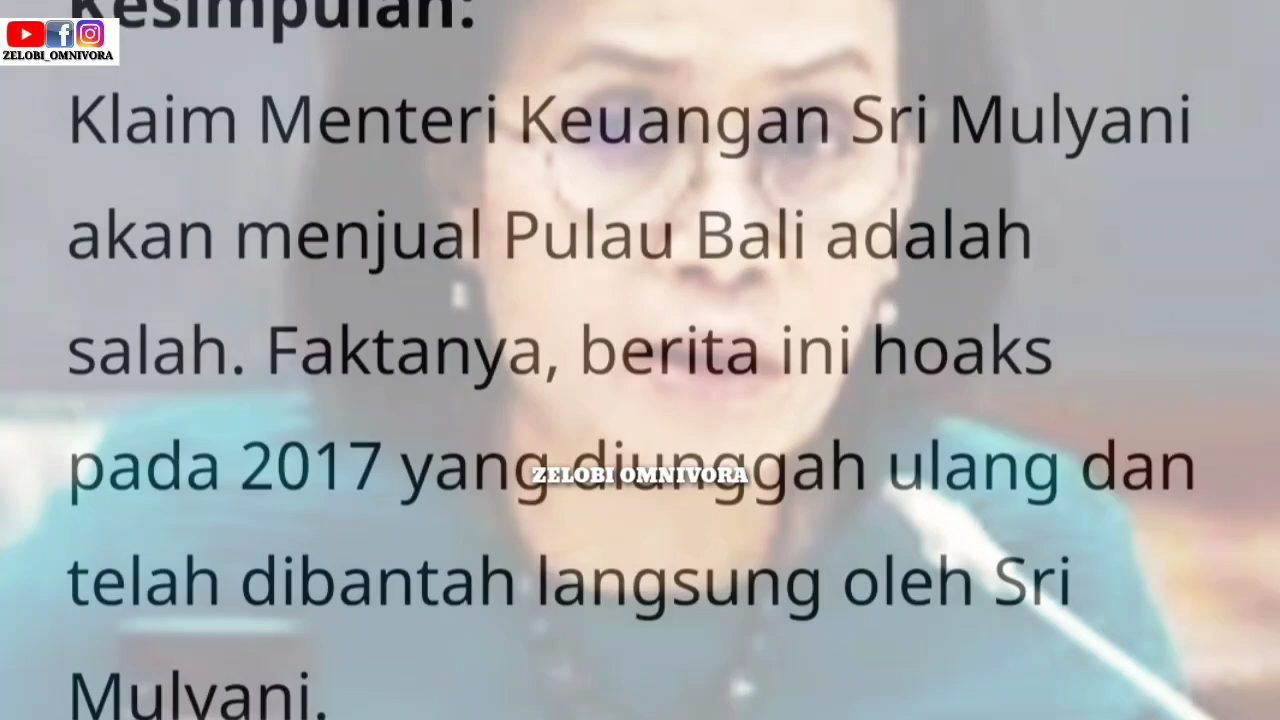 Kesimpulan:
ZELOBI_OMNIVORA
Klaim Menteri Keuangan Sri Mulyani
akan menjual Pulau Bali adalah
salah. Faktanya, berita ini hoaks
pada 2017 yang diunggah ulang dan
ZELOBI OMNIVORA
telah dibantah langsung oleh Sri
Mulyani.